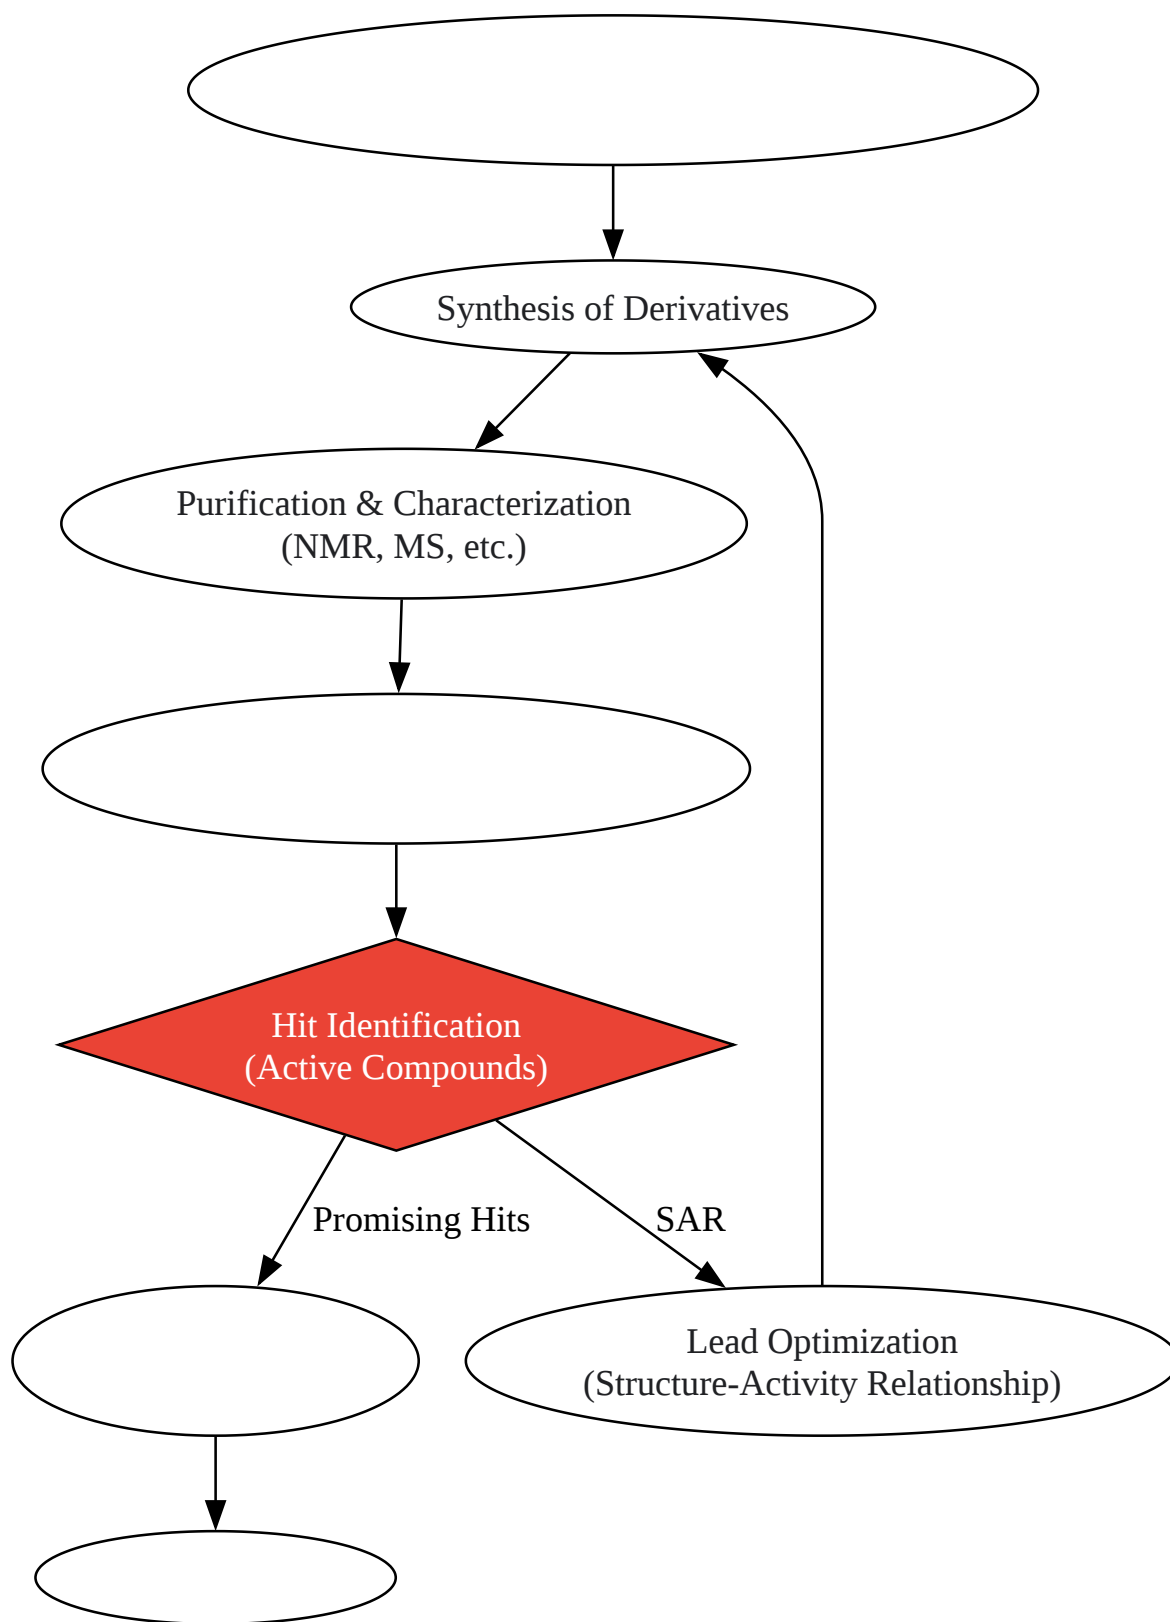 Synthesis of Derivatives
Purification & Characterization
(NMR, MS, etc.)
Hit Identification
(Active Compounds)
Promising Hits
SAR
Lead Optimization
(Structure-Activity Relationship)